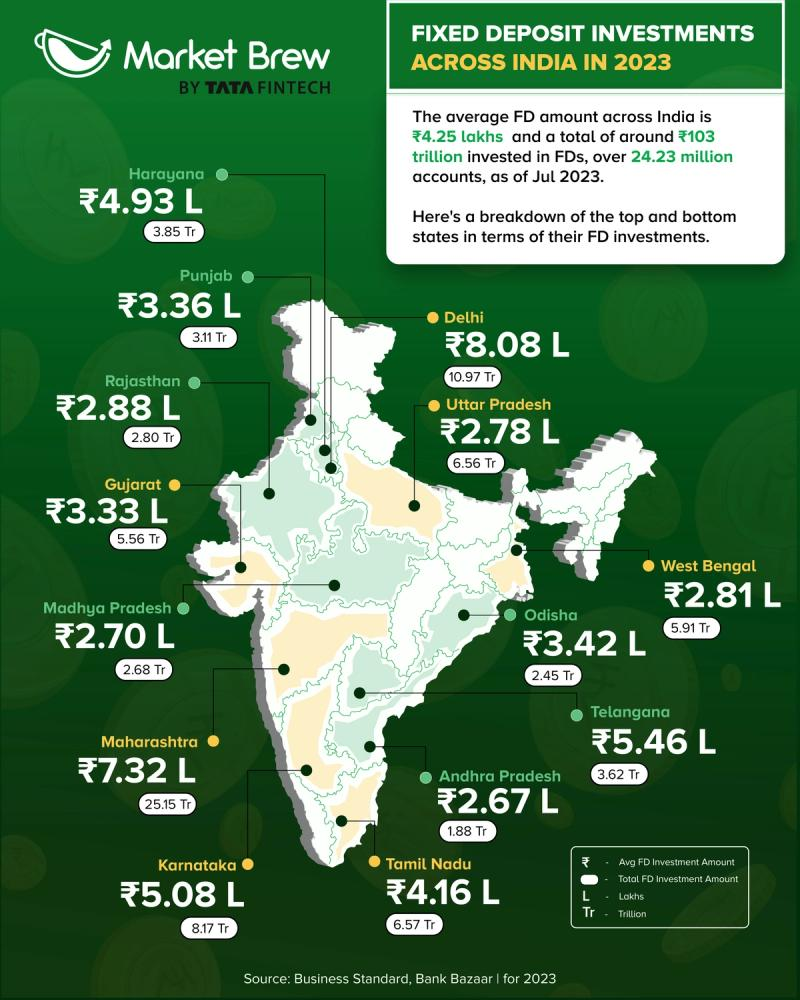 Market Brew
BY TATA FINTECH
FIXED DEPOSIT INVESTMENTS
ACROSS INDIA IN 2023
The average FD amount across India is
₹4.25 lakhs and a total of around ₹103
trillion invested in FDs, over 24.23 million
accounts, as of Jul 2023.
Here's a breakdown of the top and bottom
states in terms of their FD investments.
Harayana
₹4.93 L
3.85 Tr
Punjab
₹3.36 L
3.11 Tr
Delhi
₹8.08 L
10.97 Tr
Rajasthan
₹2.88 L
2.80 Tr
Uttar Pradesh
₹2.78 L
6.56 Tr
Gujarat
₹3.33 L
5.56 Tr
West Bengal
₹2.81 L
5.91 Tr
Madhya Pradesh
₹2.70 L
2.68 Tr
Odisha
₹3.42 L
2.45 Tr
Telangana
₹5.46 L
3.62 Tr
Maharashtra
₹7.32 L
25.15 Tr
Andhra Pradesh
₹2.67 L
1.88 Tr
Karnataka
₹5.08 L
8.17 Tr
Tamil Nadu
₹4.16 L
6.57 Tr
₹ - Avg FD Investment Amount
- Total FD Investment Amount
L - Lakhs
Tr - Trillion
Source: Business Standard, Bank Bazaar | for 2023